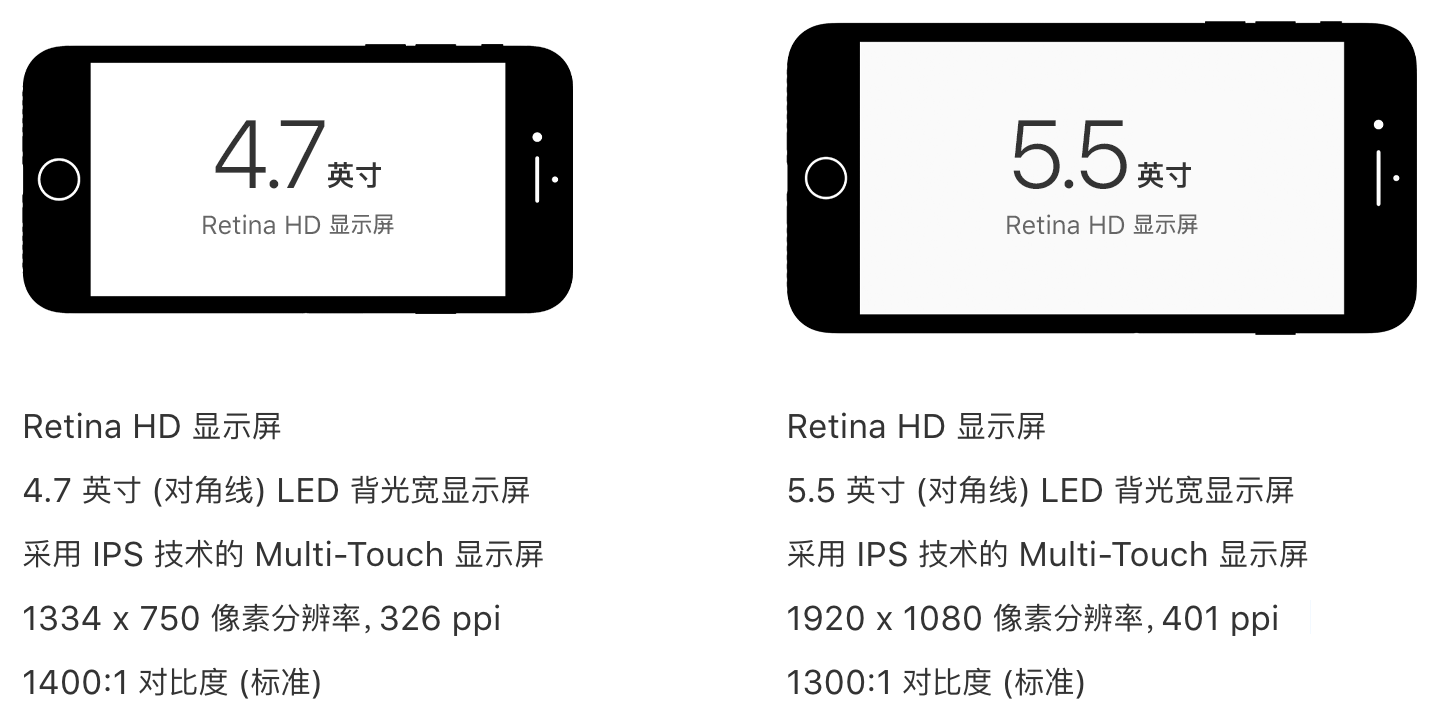 4.7 英寸
Retina HD 显示屏
5.5 英寸
Retina HD 显示屏
Retina HD 显示屏
4.7 英寸 (对角线) LED 背光宽显示屏
采用 IPS 技术的 Multi-Touch 显示屏
1334 x 750 像素分辨率, 326 ppi
1400:1 对比度 (标准)
Retina HD 显示屏
5.5 英寸 (对角线) LED 背光宽显示屏
采用 IPS 技术的 Multi-Touch 显示屏
1920 x 1080 像素分辨率, 401 ppi
1300:1 对比度 (标准)